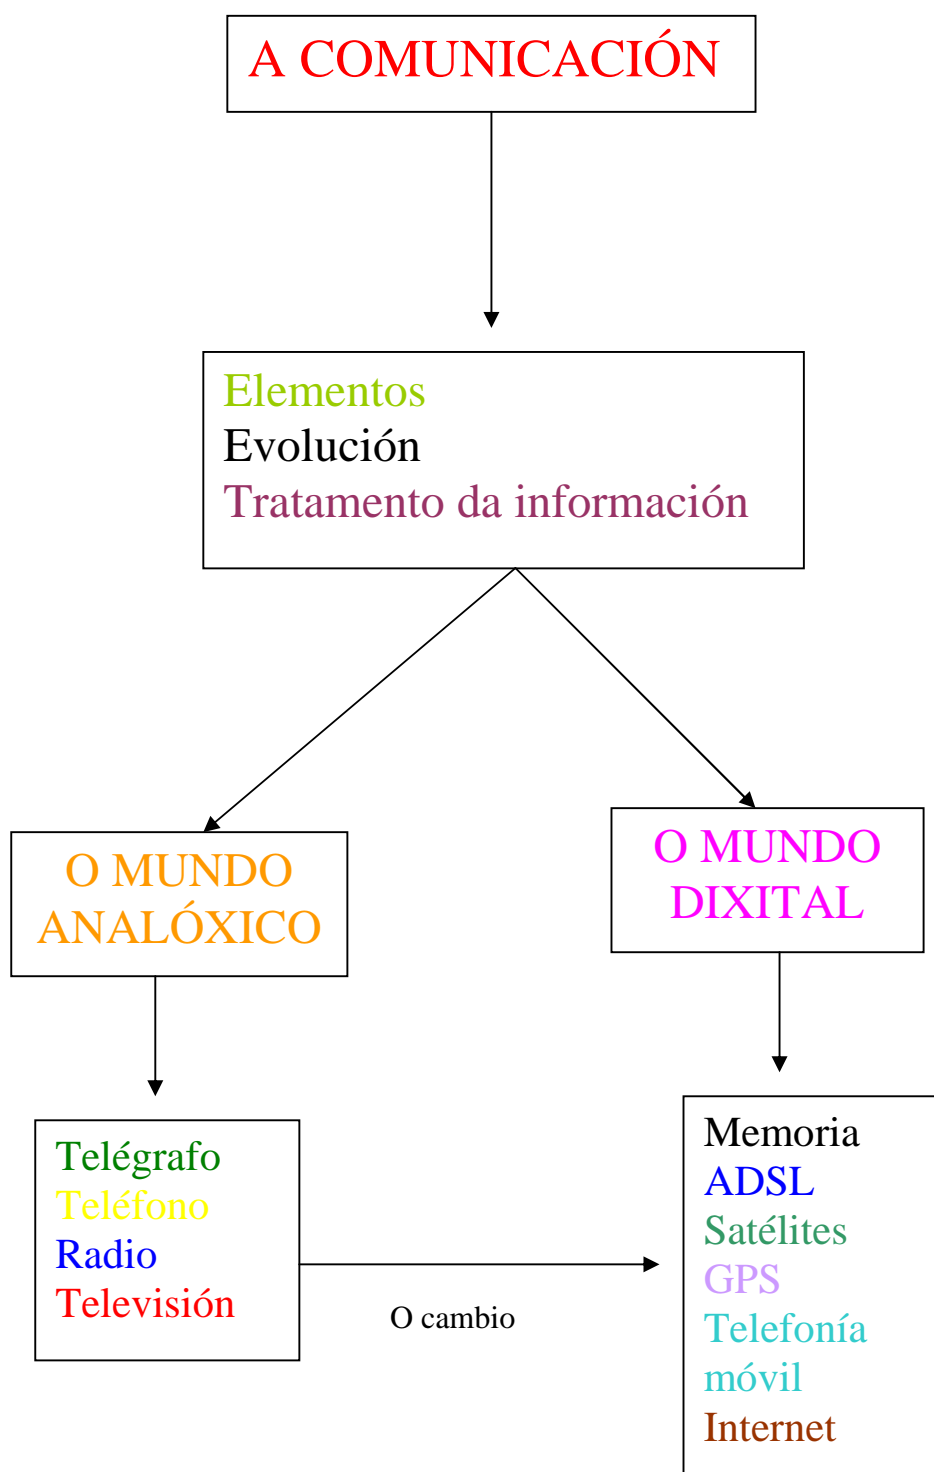 A COMUNICACIÓN
Elementos
Evolución
Tratamento da información
O MUNDO
ANALÓXICO
O MUNDO
DIXITAL
Telégrafo
Teléfono
Radio
Televisión
O cambio
Memoria
ADSL
Satélites
GPS
Telefonía
móvil
Internet